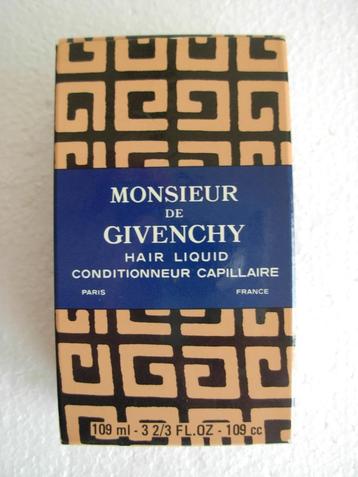 MONSIEUR
DE
GIVENCHY
HAIR LIQUID
CONDITIONNEUR CAPILLAIRE
PARIS FRANCE
109 ml - 3 2/3 FL.OZ - 109 cc